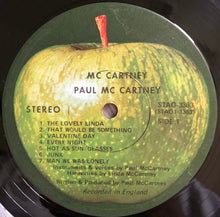 MC CARTNEY
PAUL MC CARTNEY
STEREO
STAO-3363
(STAO1-3363)
SIDE 1
1. THE LOVELY LINDA
2. THAT WOULD BE SOMETHING
3. VALENTINE DAY
4. EVERY NIGHT
5. HOT AS SUN-GLASSES
6. JUNK
7. MAN WE WAS LONELY
Instruments & voices by Paul McCartney
Harmonies by Linda McCartney
Written & Produced by Paul McCartney
Recorded in England